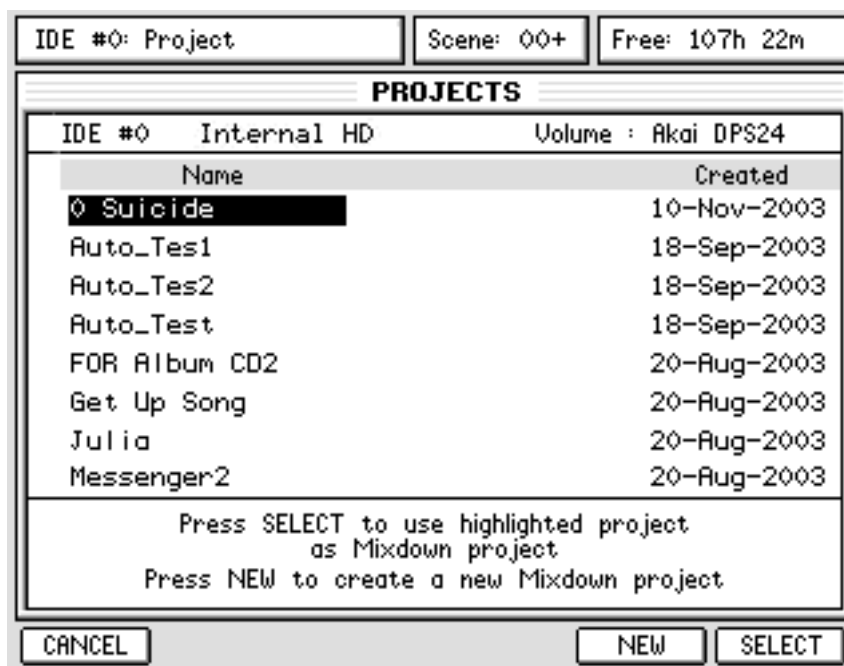 IDE #0: Project Scene: 00+ Free: 107h 22m
PROJECTS
IDE #0 Internal HD Volume : Akai DPS24
Name Created
0 Suicide 10-Nov-2003
Auto_Tes1 18-Sep-2003
Auto_Tes2 18-Sep-2003
Auto_Test 18-Sep-2003
FOR Album CD2 20-Aug-2003
Get Up Song 20-Aug-2003
Julia 20-Aug-2003
Messenger2 20-Aug-2003
Press SELECT to use highlighted project
as Mixdown project
Press NEW to create a new Mixdown project
CANCEL NEW SELECT